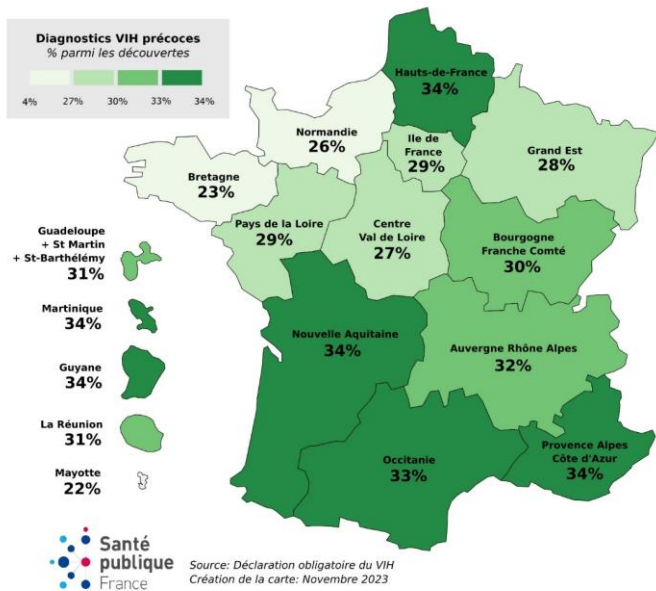 Diagnostics VIH précoces
% parmi les découvertes
4% 27% 30% 33% 34%
Hauts-de-France
34%
Normandie
26%
Ile de
France
29%
Grand Est
28%
Bretagne
23%
Pays de la Loire
29%
Centre
Val de Loire
27%
Bourgogne
Franche Comté
30%
Guadeloupe
+ St Martin
+ St-Barthélémy
31%
Martinique
34%
Nouvelle Aquitaine
34%
Auvergne Rhône Alpes
32%
Guyane
34%
La Réunion
31%
Mayotte
22%
Occitanie
33%
Provence Alpes
Côte d'Azur
34%
Santé
publique
France
Source: Déclaration obligatoire du VIH
Création de la carte: Novembre 2023